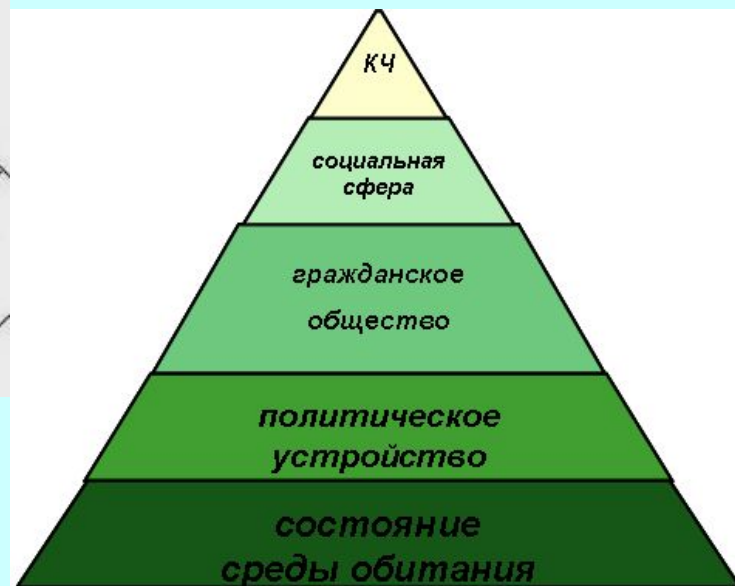 КЧ
социальная
сфера
гражданское
общество
политическое
устройство
состояние
среды обитания